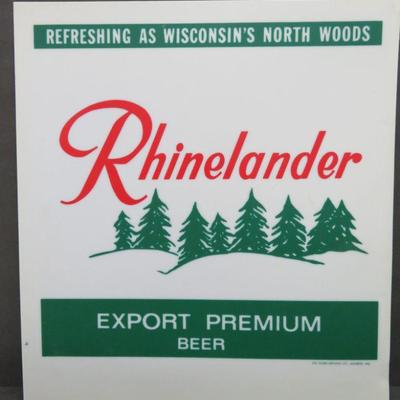 REFRESHING AS WISCONSIN'S NORTH WOODS
Rhinelander
EXPORT PREMIUM
BEER